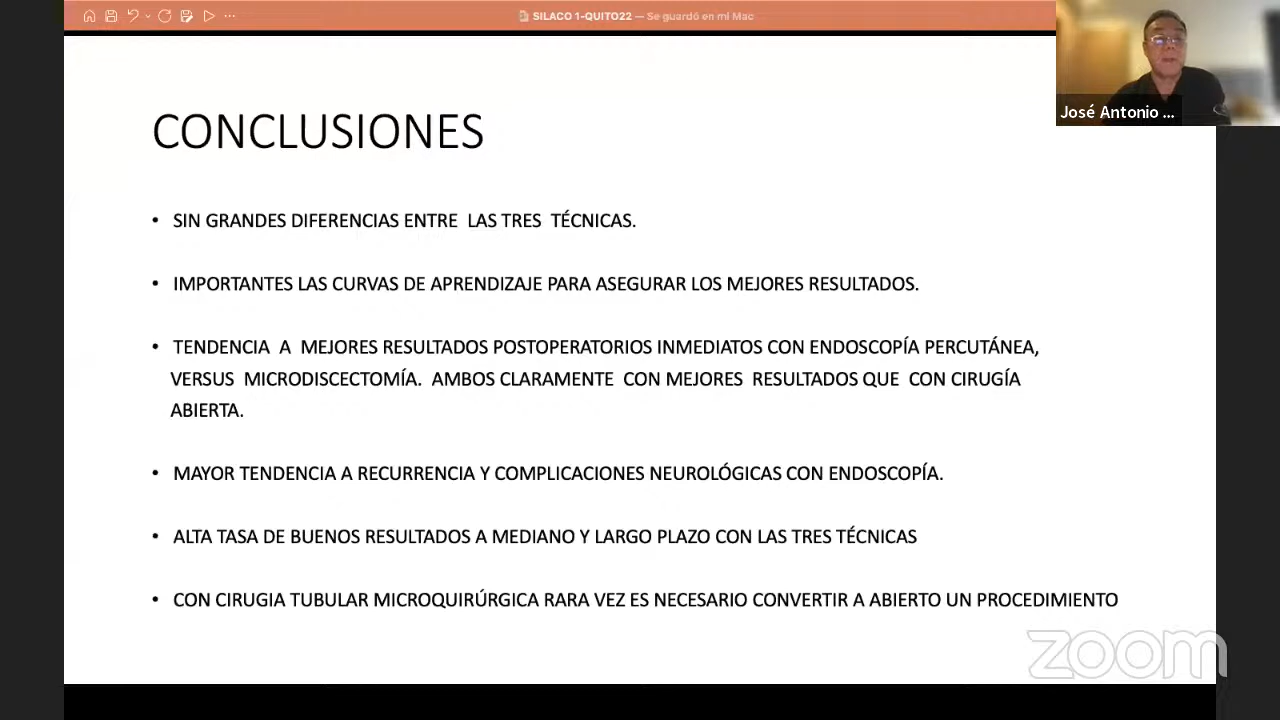 SILACO 1-QUITO22 — Se guardó en mi Mac
José Antonio ...
CONCLUSIONES
• SIN GRANDES DIFERENCIAS ENTRE LAS TRES TÉCNICAS.
• IMPORTANTES LAS CURVAS DE APRENDIZAJE PARA ASEGURAR LOS MEJORES RESULTADOS.
• TENDENCIA A MEJORES RESULTADOS POSTOPERATORIOS INMEDIATOS CON ENDOSCOPÍA PERCUTÁNEA,
VERSUS MICRODISCECTOMÍA. AMBOS CLARAMENTE CON MEJORES RESULTADOS QUE CON CIRUGÍA
ABIERTA.
• MAYOR TENDENCIA A RECURRENCIA Y COMPLICACIONES NEUROLÓGICAS CON ENDOSCOPÍA.
• ALTA TASA DE BUENOS RESULTADOS A MEDIANO Y LARGO PLAZO CON LAS TRES TÉCNICAS
• CON CIRUGIA TUBULAR MICROQUIRÚRGICA RARA VEZ ES NECESARIO CONVERTIR A ABIERTO UN PROCEDIMIENTO
zoom